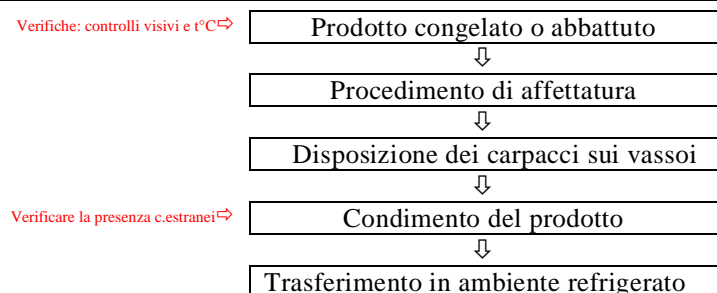 Verifiche: controlli visivi e t°C⇨ Prodotto congelato o abbattuto
⇩
Procedimento di affettatura
⇩
Disposizione dei carpacci sui vassoi
⇩
Verificare la presenza c.estranei⇨ Condimento del prodotto
⇩
Trasferimento in ambiente refrigerato